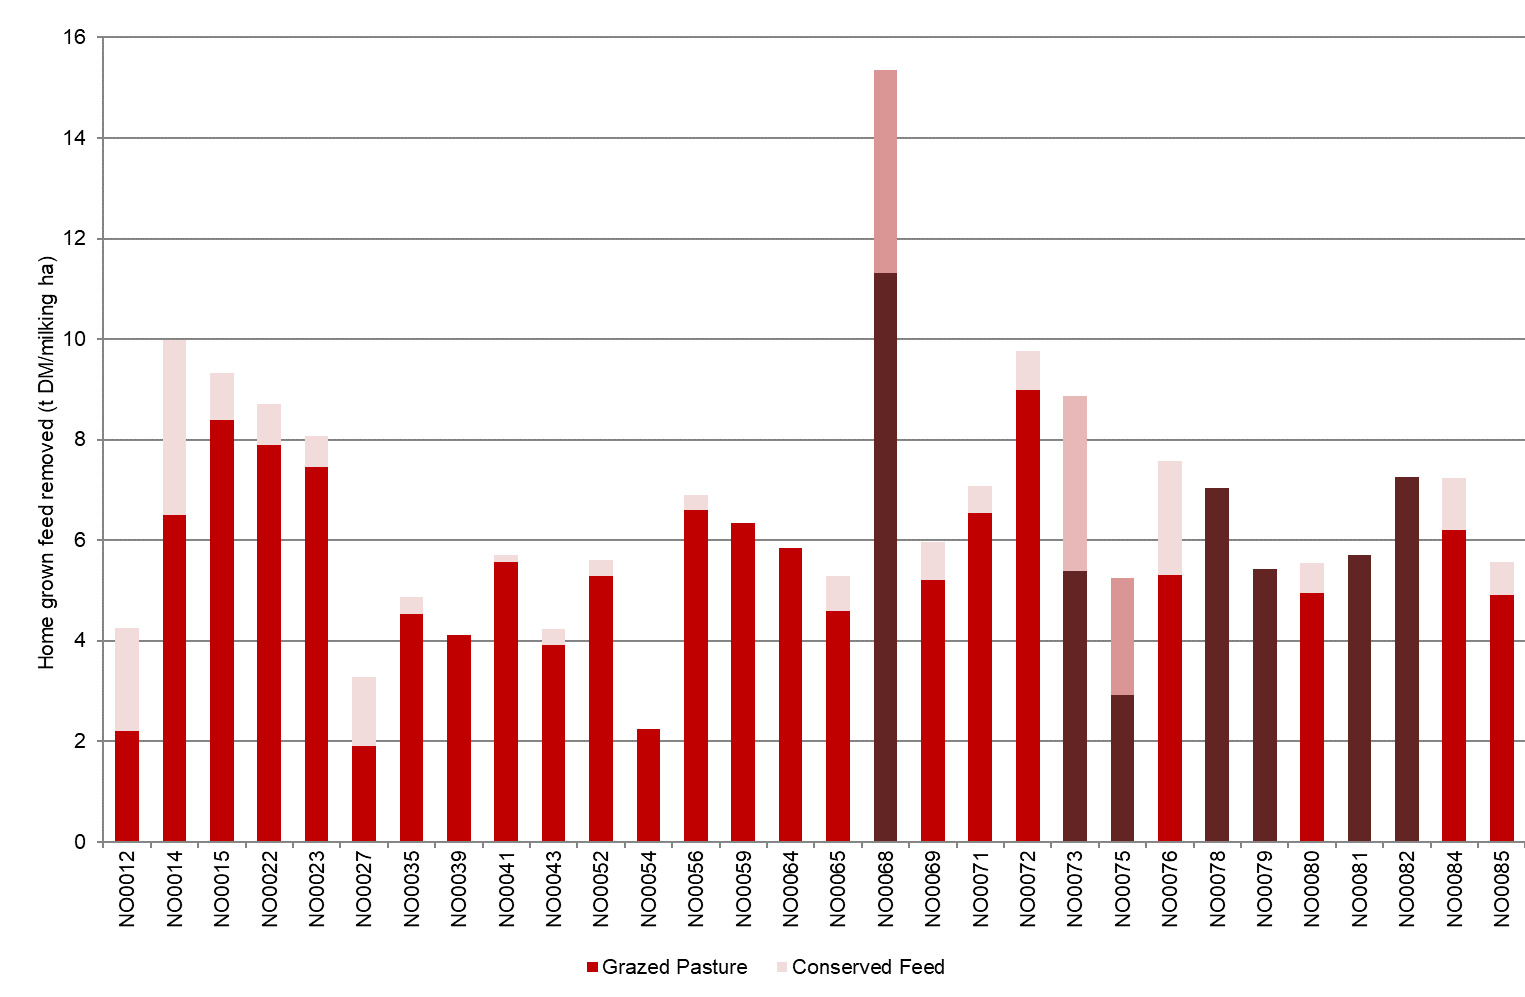 16
14
12
10
8
6
4
2
0
Home grown feed removed (t DM/milking ha)
NO0012
NO0014
NO0015
NO0022
NO0023
NO0027
NO0035
NO0039
NO0041
NO0043
NO0052
NO0054
NO0056
NO0059
NO0064
NO0065
NO0068
NO0069
NO0071
NO0072
NO0073
NO0075
NO0076
NO0078
NO0079
NO0080
NO0081
NO0082
NO0084
NO0085
Grazed Pasture
Conserved Feed